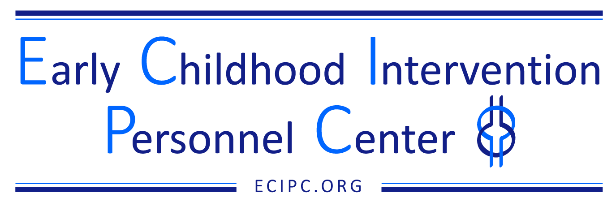 Early Childhood Intervention
Personnel Center
ECIPC.ORG